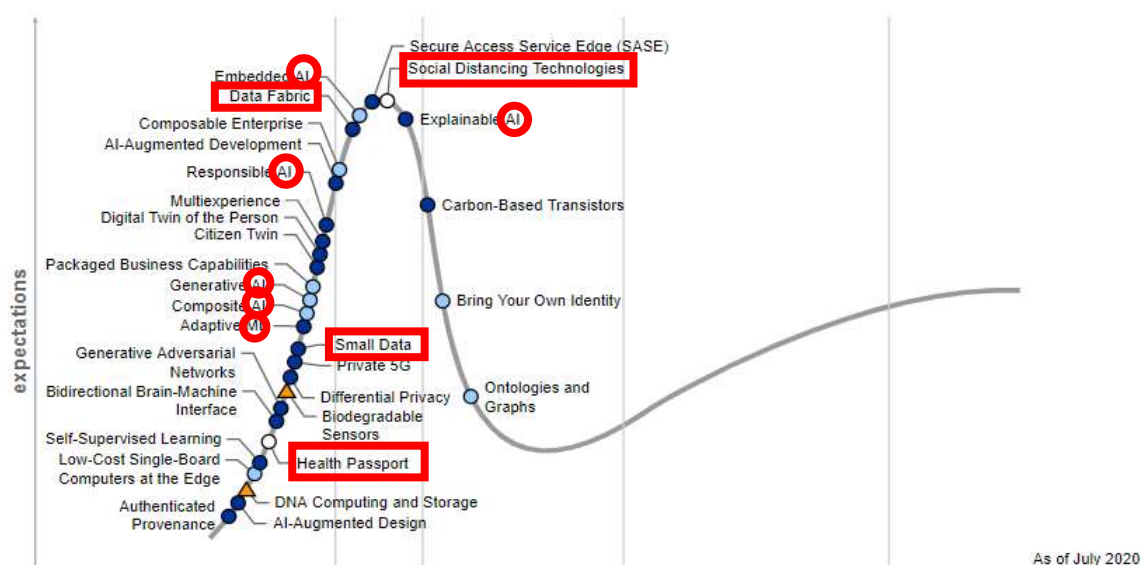 Secure Access Service Edge (SASE)
Social Distancing Technologies
Embedded AI
Data Fabric
Explainable AI
Composable Enterprise
AI-Augmented Development
Responsible AI
Multiexperience
Digital Twin of the Person
Citizen Twin
Carbon-Based Transistors
Packaged Business Capabilities
Generative AI
Composite AI
Adaptive ML
Bring Your Own Identity
Small Data
Private 5G
Generative Adversarial
Networks
Differential Privacy
Bidirectional Brain-Machine
Interface
Biodegradable
Sensors
Ontologies and
Graphs
Self-Supervised Learning
Health Passport
Low-Cost Single-Board
Computers at the Edge
DNA Computing and Storage
Authenticated
Provenance
AI-Augmented Design
expectations
As of July 2020